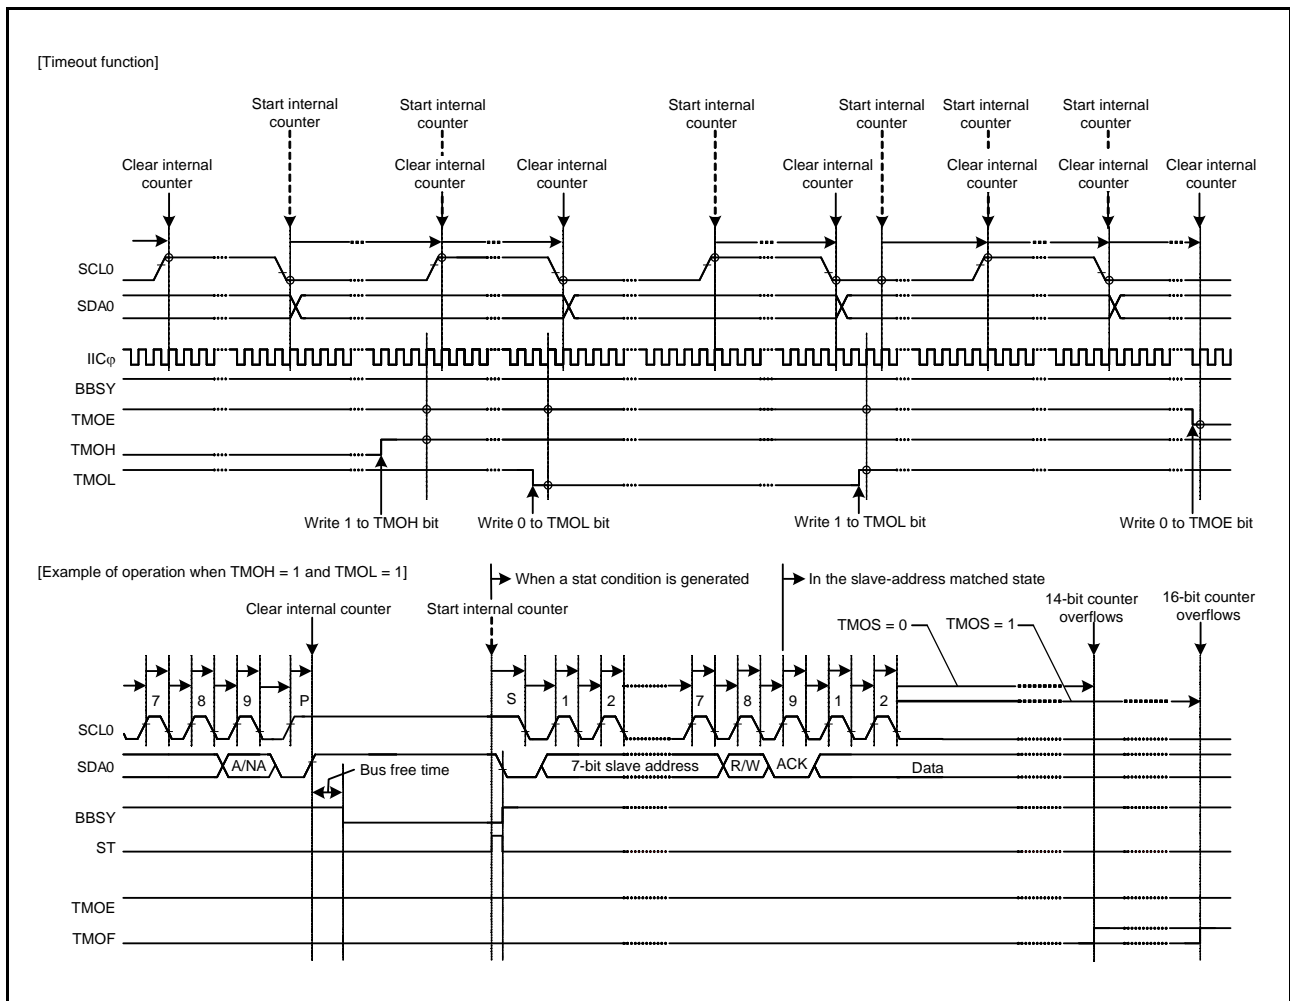 [Timeout function]
Start internal
counter
Start internal
counter
Start internal
counter
Start internal
counter
Start internal
counter
Start internal
counter
Clear internal
counter
Clear internal
counter
Clear internal
counter
Clear internal
counter
Clear internal
counter
Clear internal
counter
Clear internal
counter
SCL0
SDA0
IICφ
BBSY
TMOE
TMOH
TMOL
Write 1 to TMOH bit
Write 0 to TMOL bit
Write 1 to TMOL bit
Write 0 to TMOE bit
[Example of operation when TMOH = 1 and TMOL = 1]
When a stat condition is generated
In the slave-address matched state
Clear internal counter
Start internal counter
14-bit counter
overflows
16-bit counter
overflows
TMOS = 0
TMOS = 1
7 8 9 P S 1 2 7 8 9 1 2
SCL0
SDA0
A/NA
7-bit slave address
R/W
ACK
Data
Bus free time
BBSY
ST
TMOE
TMOF